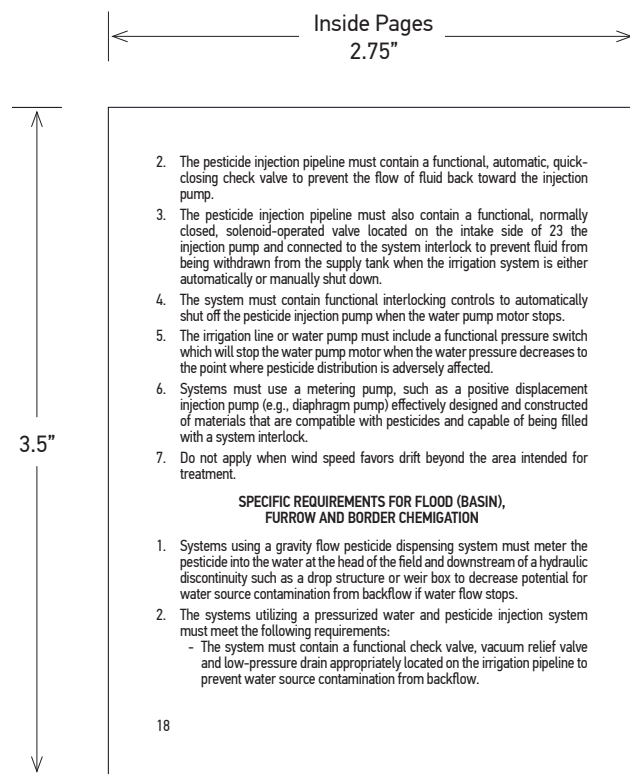 Inside Pages
2.75”
3.5”
2. The pesticide injection pipeline must contain a functional, automatic, quick-
closing check valve to prevent the flow of fluid back toward the injection
pump.
3. The pesticide injection pipeline must also contain a functional, normally
closed, solenoid-operated valve located on the intake side of 23 the
injection pump and connected to the system interlock to prevent fluid from
being withdrawn from the supply tank when the irrigation system is either
automatically or manually shut down.
4. The system must contain functional interlocking controls to automatically
shut off the pesticide injection pump when the water pump motor stops.
5. The irrigation line or water pump must include a functional pressure switch
which will stop the water pump motor when the water pressure decreases to
the point where pesticide distribution is adversely affected.
6. Systems must use a metering pump, such as a positive displacement
injection pump (e.g., diaphragm pump) effectively designed and constructed
of materials that are compatible with pesticides and capable of being filled
with a system interlock.
7. Do not apply when wind speed favors drift beyond the area intended for
treatment.
SPECIFIC REQUIREMENTS FOR FLOOD (BASIN),
FURROW AND BORDER CHEMIGATION
1. Systems using a gravity flow pesticide dispensing system must meter the
pesticide into the water at the head of the field and downstream of a hydraulic
discontinuity such as a drop structure or weir box to decrease potential for
water source contamination from backflow if water flow stops.
2. The systems utilizing a pressurized water and pesticide injection system
must meet the following requirements:
- The system must contain a functional check valve, vacuum relief valve
and low-pressure drain appropriately located on the irrigation pipeline to
prevent water source contamination from backflow.
18